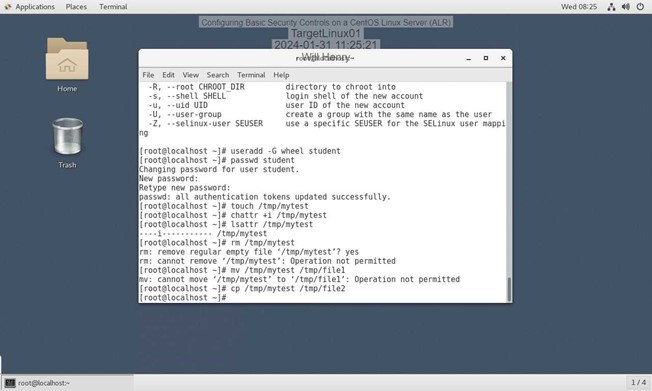 Applications Places Terminal Wed 08:25
Configuring Basic Security Controls on a CentOS Linux Server (ALR)
TargetLinux01
2024-01-31 11:25:21
Will Henry
File Edit View Search Terminal Help
Home
Trash
-R, --root CHROOT_DIR directory to chroot into
-s, --shell SHELL login shell of the new account
-u, --uid UID user ID of the new account
-U, --user-group create a group with the same name as the user
-Z, --selinux-user SEUSER use a specific SEUSER for the SELinux user mappi
ng
[root@localhost ~]# useradd -G wheel student
[root@localhost ~]# passwd student
Changing password for user student.
New password:
Retype new password:
passwd: all authentication tokens updated successfully.
[root@localhost ~]# touch /tmp/mytest
[root@localhost ~]# chattr +i /tmp/mytest
[root@localhost ~]# lsattr /tmp/mytest
----i----------- /tmp/mytest
[root@localhost ~]# rm /tmp/mytest
rm: remove regular empty file ‘/tmp/mytest’? yes
rm: cannot remove ‘/tmp/mytest’: Operation not permitted
[root@localhost ~]# mv /tmp/mytest /tmp/file1
mv: cannot move ‘/tmp/mytest’ to ‘/tmp/file1’: Operation not permitted
[root@localhost ~]# cp /tmp/mytest /tmp/file2
[root@localhost ~]#
root@localhost:~
1 / 4